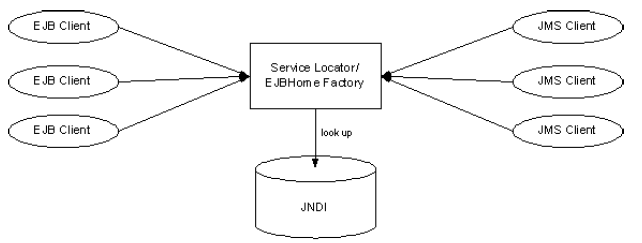 EJB Client
JMS Client
Service Locator/
EJBHome Factory
EJB Client
JMS Client
EJB Client
JMS Client
look up
JNDI